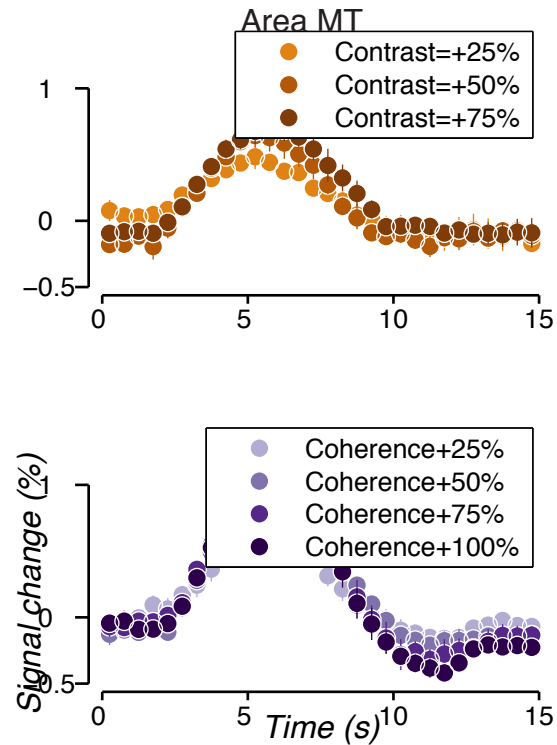 Area MT
Contrast=+25%
Contrast=+50%
Contrast=+75%
1
0
−0.5
0
5
10
15
Coherence+25%
Coherence+50%
Coherence+75%
Coherence+100%
Signal change (%)
1
0
0.5
0
5
10
15
Time (s)